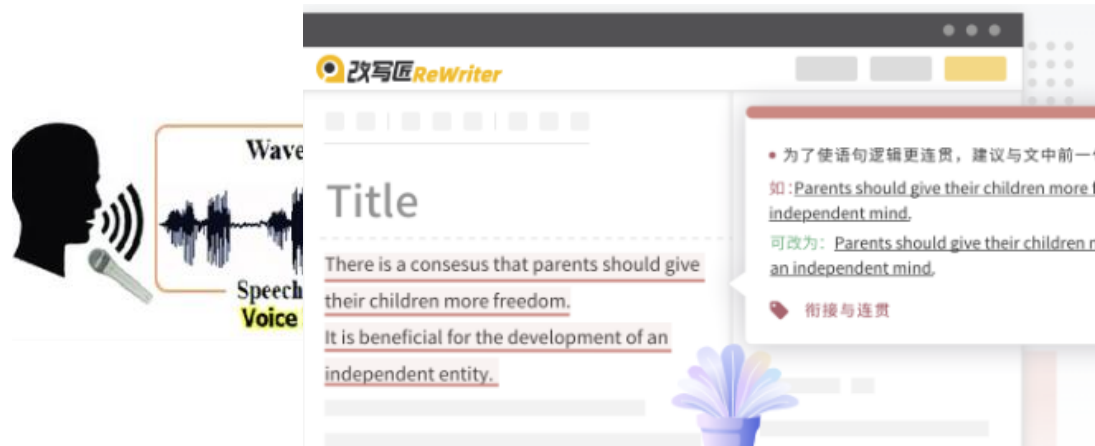 Wave
Speech
Voice
改写匠ReWriter
Title
There is a consesus that parents should give
their children more freedom.
It is beneficial for the development of an
independent entity.
为了使语句逻辑更连贯，建议与文中前一
如:Parents should give their children more
independent mind.
可改为：Parents should give their children
an independent mind.
衔接与连贯